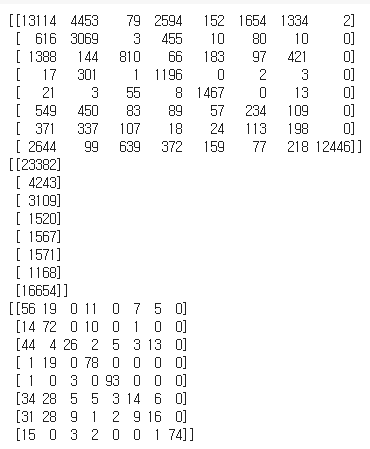 [[13114 4453 79 2594 152 1654 1334 2]
[ 616 3069 3 455 10 80 10 0]
[ 1388 144 810 66 183 97 421 0]
[ 17 301 1 1196 0 2 3 0]
[ 21 3 55 8 1467 0 13 0]
[ 549 450 83 89 57 234 109 0]
[ 371 337 107 18 24 113 198 0]
[ 2644 99 639 372 159 77 218 12446]]
[[23382]
[ 4243]
[ 3109]
[ 1520]
[ 1567]
[ 1571]
[ 1168]
[16654]]
[[56 19 0 11 0 7 5 0]
[14 72 0 10 0 1 0 0]
[44 4 26 2 5 3 13 0]
[ 1 19 0 78 0 0 0 0]
[ 1 0 3 0 93 0 0 0]
[34 28 5 5 3 14 6 0]
[31 28 9 1 2 9 16 0]
[15 0 3 2 0 0 1 74]]